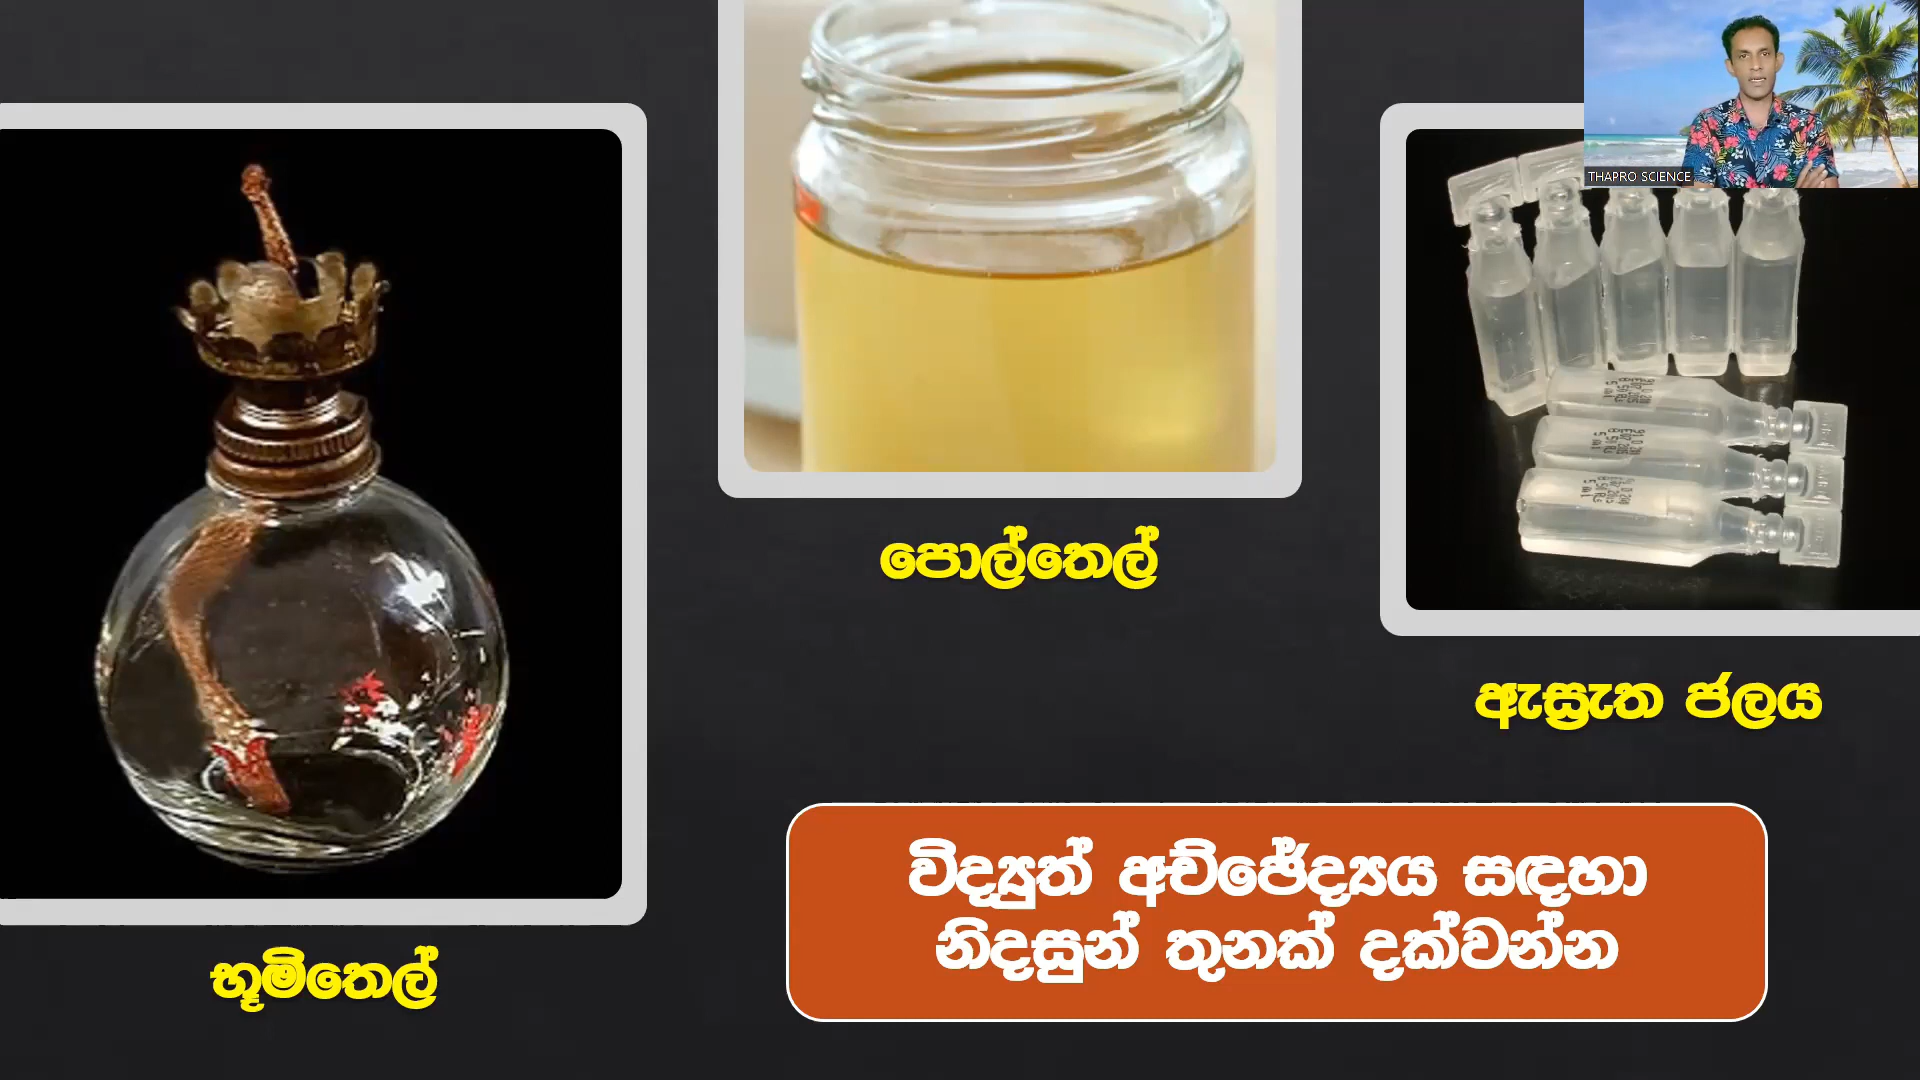 THAPRO SCIENCE
පොල්තෙල්
ඇස්‍රැත ජලය
භූමිතෙල්
විද්‍යුත් අවිච්ඡේද්‍යය සඳහා
නිදසුන් තුනක් දක්වන්න